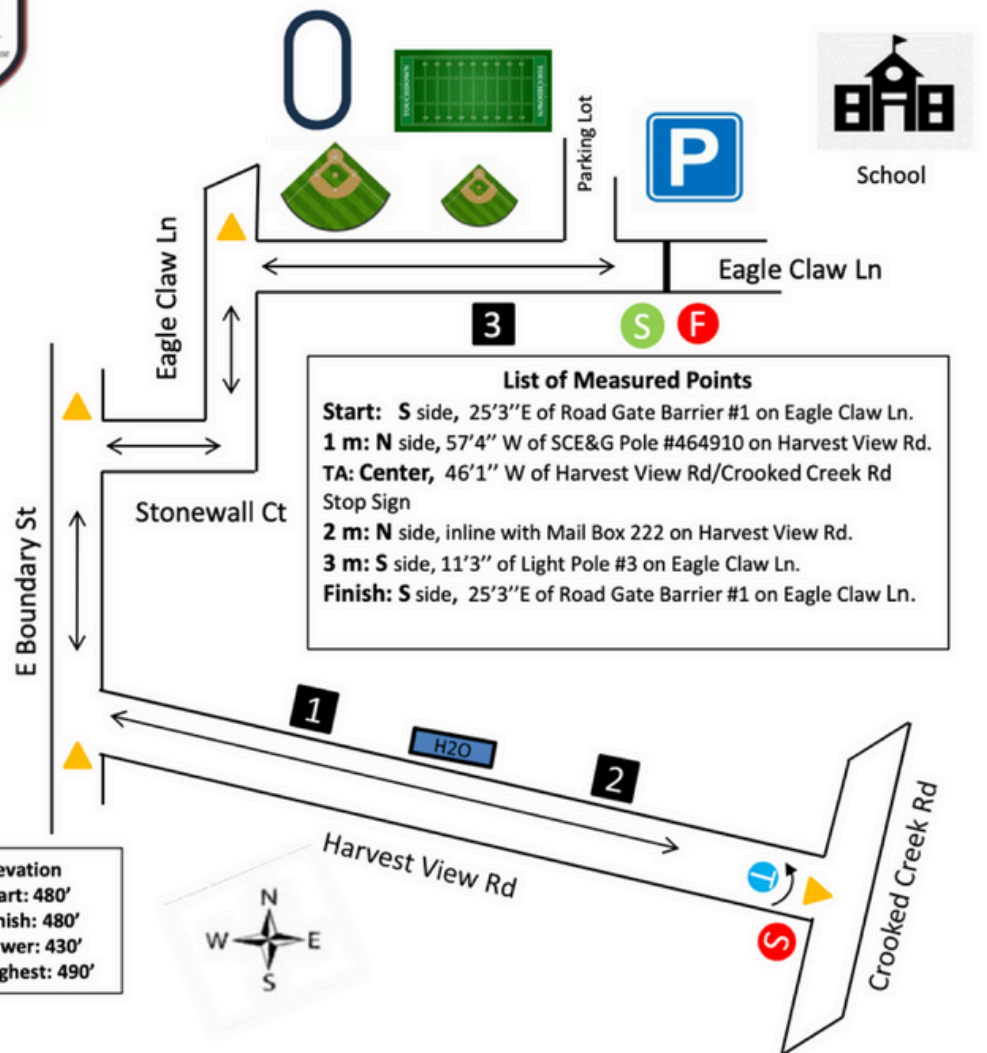 TOUCHDOWN
TOUCHDOWN
Parking Lot
P
School
Eagle Claw Ln
Eagle Claw Ln
3
S
F
List of Measured Points
Start: S side, 25'3''E of Road Gate Barrier #1 on Eagle Claw Ln.
1 m: N side, 57'4'' W of SCE&G Pole #464910 on Harvest View Rd.
TA: Center, 46'1'' W of Harvest View Rd/Crooked Creek Rd
Stop Sign
2 m: N side, inline with Mail Box 222 on Harvest View Rd.
3 m: S side, 11'3'' of Light Pole #3 on Eagle Claw Ln.
Finish: S side, 25'3''E of Road Gate Barrier #1 on Eagle Claw Ln.
Stonewall Ct
E Boundary St
1
H2O
2
Harvest View Rd
T
S
Crooked Creek Rd
evation
art: 480'
nish: 480'
wer: 430'
ghest: 490'
N
W E
S